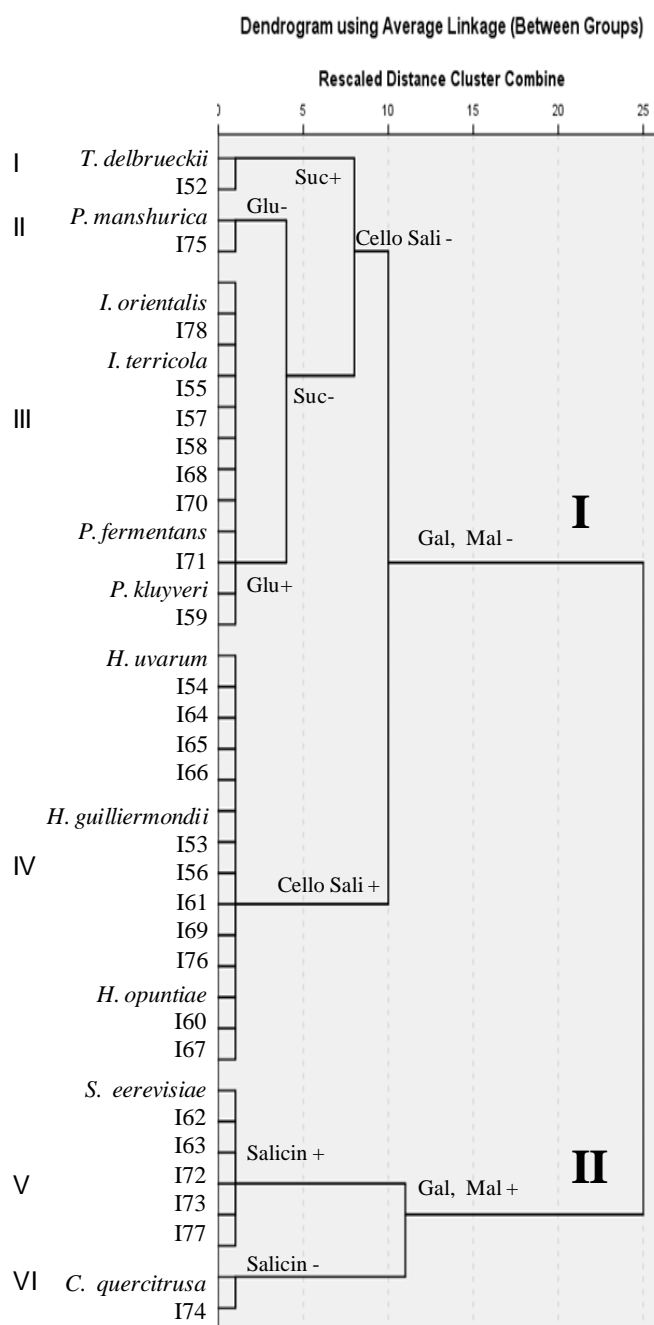 Dendrogram using Average Linkage (Between Groups)
Rescaled Distance Cluster Combine
0 5 10 15 20 25
I T. delbrueckii
I52 Suc+
II P. manshurica Glu-
I75 Cello Sali -
I. orientalis
I78
I. terricola
I55 Suc-
III I57
I58
I68
I70 I
P. fermentans Gal, Mal -
I71
P. kluyveri Glu+
I59
H. uvarum
I54
I64
I65
I66
H. guilliermondii
I53
IV I56
I61 Cello Sali +
I69
I76
H. opuntiae
I60
I67
S. eerevisiae
I62
I63 Salicin +
V I72 II
I73 Gal, Mal +
I77
VI C. quercitrusa Salicin -
I74